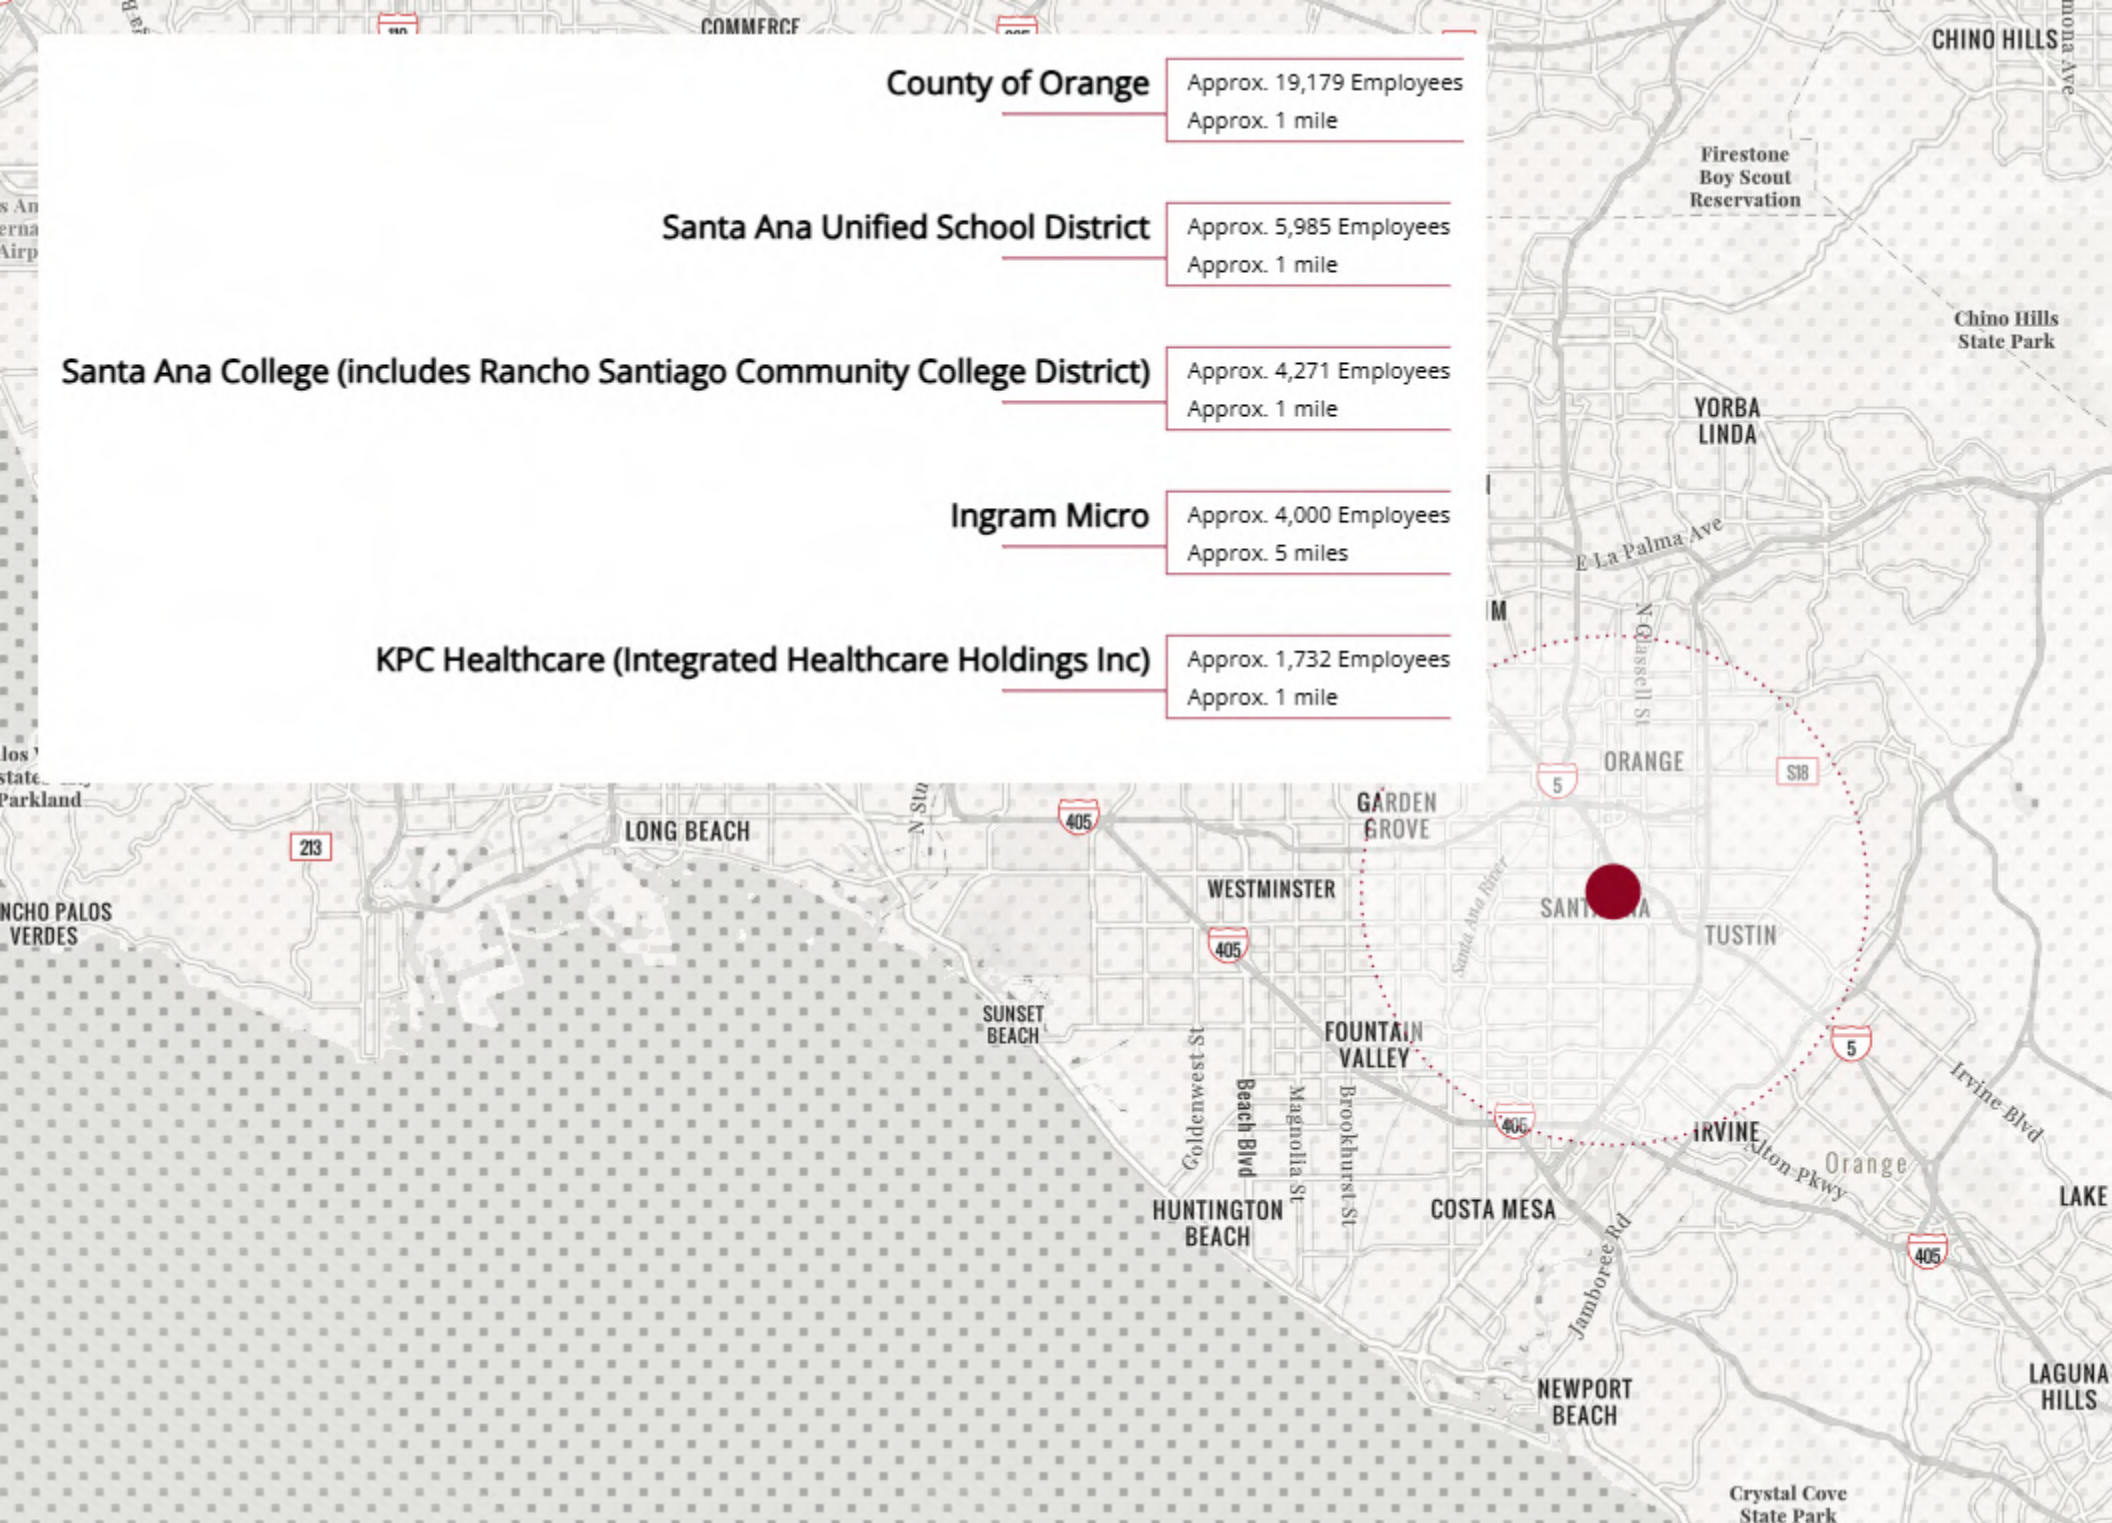 COMMERCE
CHINO HILLS
County of Orange
Approx. 19,179 Employees
Approx. 1 mile
Firestone
Boy Scout
Reservation
Santa Ana Unified School District
Approx. 5,985 Employees
Approx. 1 mile
Chino Hills
State Park
Santa Ana College (includes Rancho Santiago Community College District)
Approx. 4,271 Employees
Approx. 1 mile
YORBA
LINDA
Ingram Micro
Approx. 4,000 Employees
Approx. 5 miles
E La Palma Ave
N Glassell St
KPC Healthcare (Integrated Healthcare Holdings Inc)
Approx. 1,732 Employees
Approx. 1 mile
ORANGE
S18
5
Parkland
GARDEN
GROVE
405
LONG BEACH
213
WESTMINSTER
Santa Ana River
TUSTIN
NCHO PALOS
VERDES
405
SUNSET
BEACH
FOUNTAIN
VALLEY
5
Goldenwest St
Beach Blvd
Magnolia St
Brookhurst St
405
IRVINE
Irvine Blvd
Alton Pkwy
Orange
HUNTINGTON
BEACH
COSTA MESA
LAKE
Jamboree Rd
405
NEWPORT
BEACH
LAGUNA
HILLS
Crystal Cove
State Park